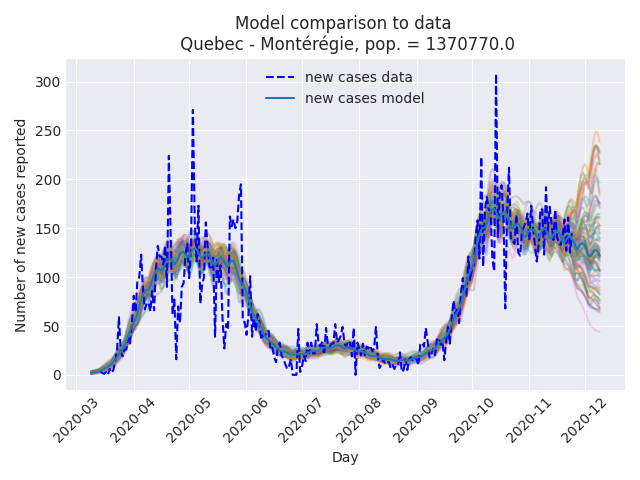 Model comparison to data
Quebec - Montérégie, pop. = 1370770.0
new cases data
new cases model
Number of new cases reported
300
250
200
150
100
50
0
2020-03
2020-04
2020-05
2020-06
2020-07
2020-08
2020-09
2020-10
2020-11
2020-12
Day